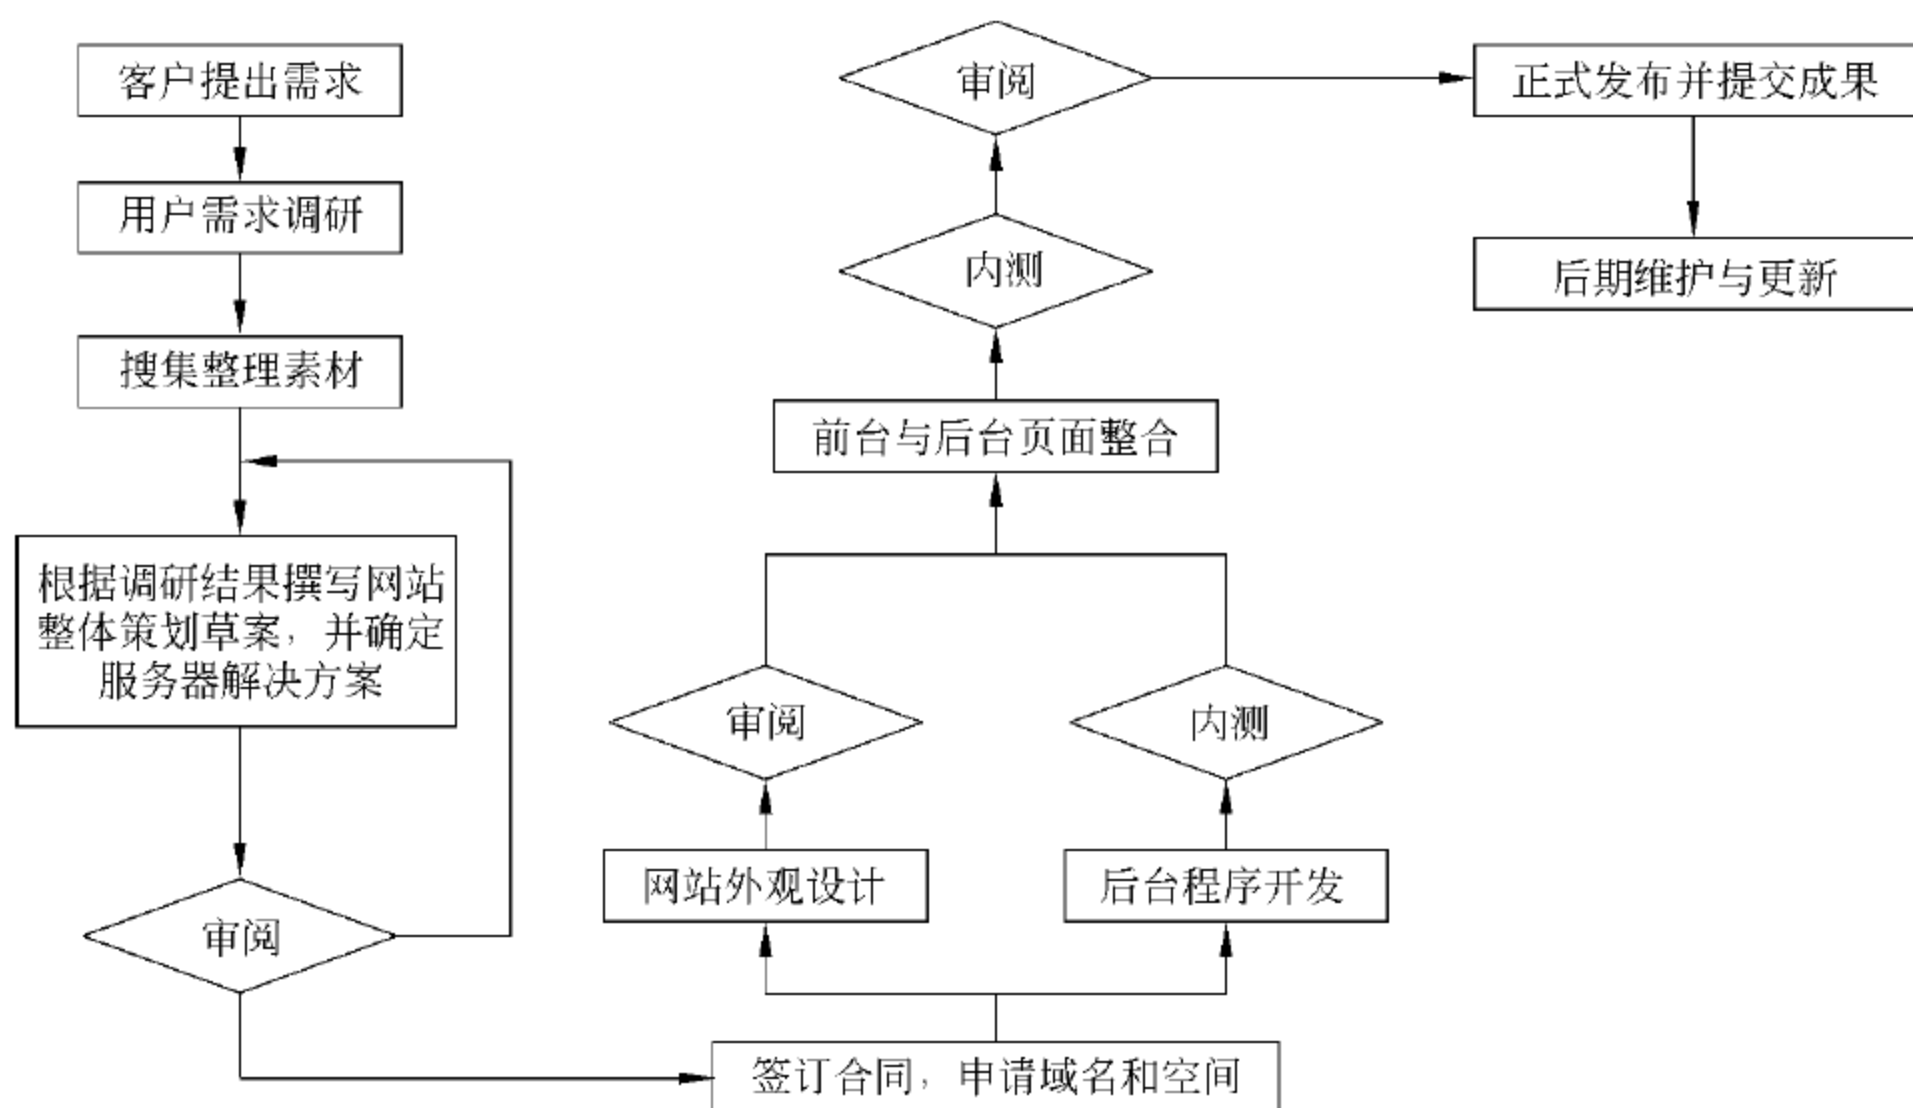 客户提出需求
用户需求调研
搜集整理素材
根据调研结果撰写网站
整体策划草案，并确定
服务器解决方案
审阅
签订合同，申请域名和空间
网站外观设计
后台程序开发
审阅
内测
前台与后台页面整合
内测
审阅
正式发布并提交成果
后期维护与更新